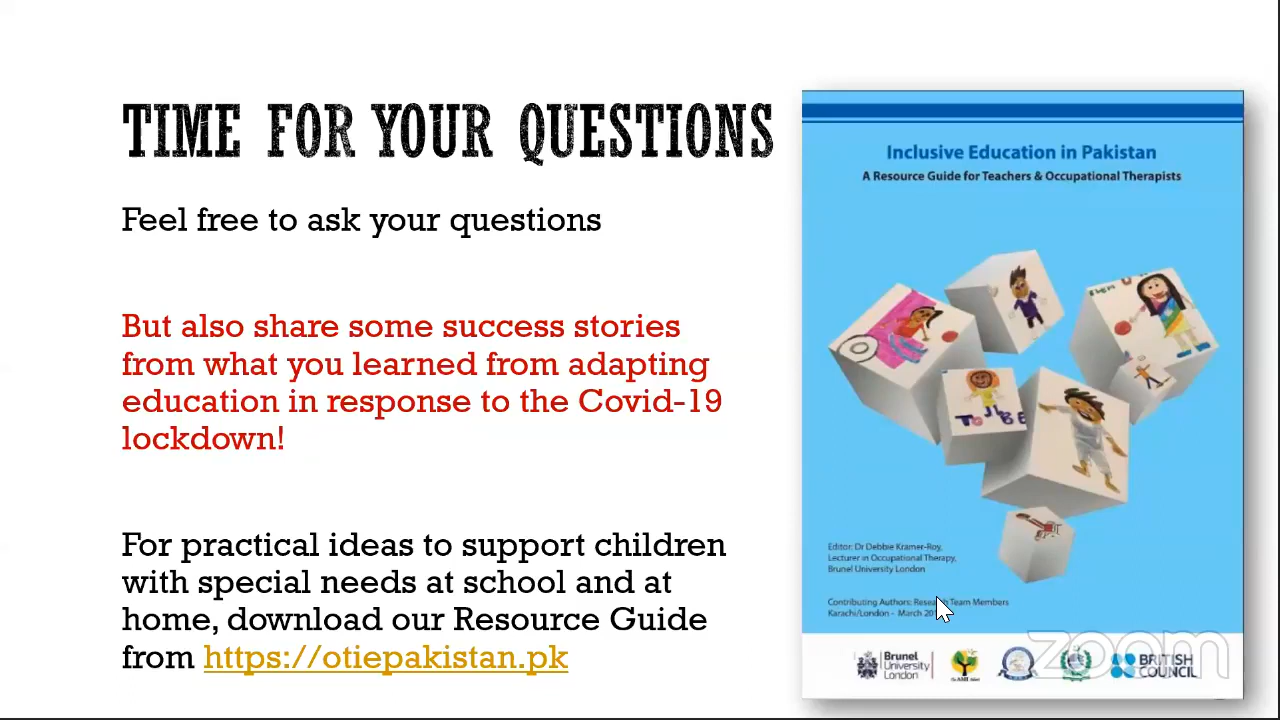 TIME FOR YOUR QUESTIONS
Feel free to ask your questions
But also share some success stories
from what you learned from adapting
education in response to the Covid-19
lockdown!
For practical ideas to support children
with special needs at school and at
home, download our Resource Guide
from https://otiepakistan.pk
Inclusive Education in Pakistan
A Resource Guide for Teachers & Occupational Therapists
TO BE
Editor: Dr Debbie Kramer-Roy,
Lecturer in Occupational Therapy,
Brunel University London
Contributing Authors: Team Members
Karachi/London - March
Brunel
University
London
BRITISH
COUNCIL
zoom